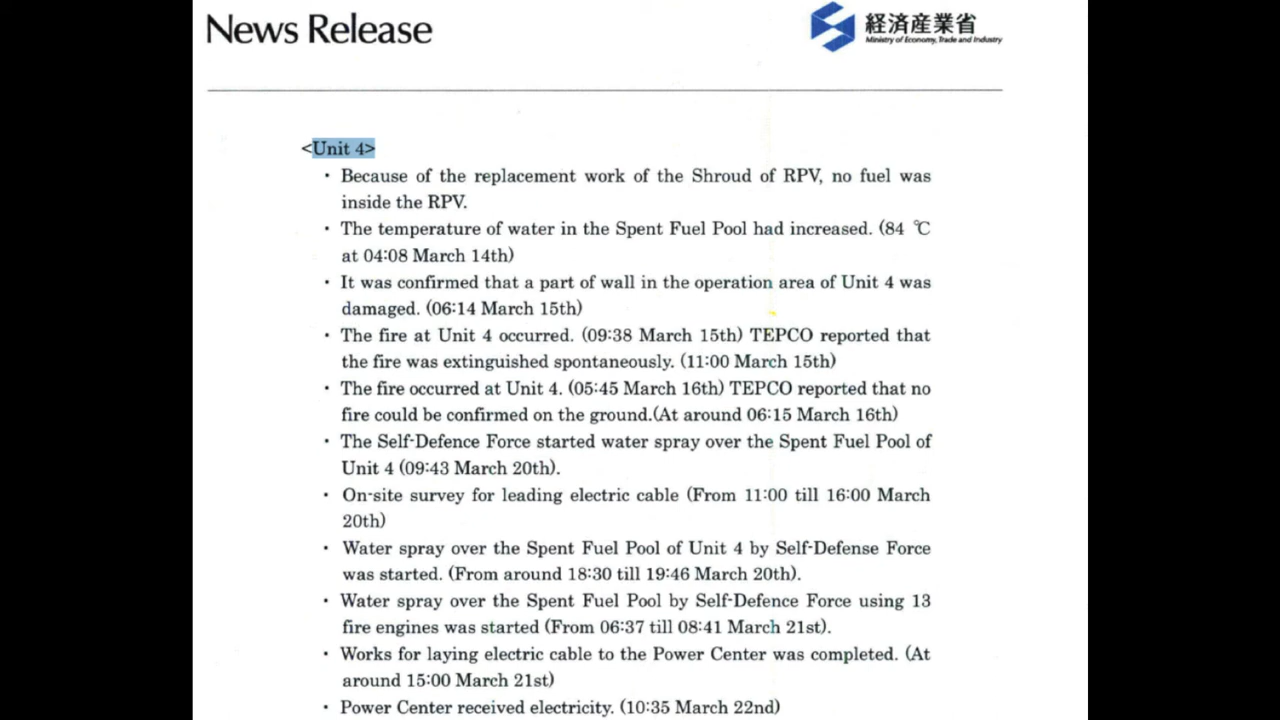 News Release
経済産業省
Ministry of Economy, Trade and Industry
<Unit 4>
・ Because of the replacement work of the Shroud of RPV, no fuel was
inside the RPV.
・ The temperature of water in the Spent Fuel Pool had increased. (84 ℃
at 04:08 March 14th)
・ It was confirmed that a part of wall in the operation area of Unit 4 was
damaged. (06:14 March 15th)
・ The fire at Unit 4 occurred. (09:38 March 15th) TEPCO reported that
the fire was extinguished spontaneously. (11:00 March 15th)
・ The fire occurred at Unit 4. (05:45 March 16th) TEPCO reported that no
fire could be confirmed on the ground.(At around 06:15 March 16th)
・ The Self-Defence Force started water spray over the Spent Fuel Pool of
Unit 4 (09:43 March 20th).
・ On-site survey for leading electric cable (From 11:00 till 16:00 March
20th)
・ Water spray over the Spent Fuel Pool of Unit 4 by Self-Defense Force
was started. (From around 18:30 till 19:46 March 20th).
・ Water spray over the Spent Fuel Pool by Self-Defence Force using 13
fire engines was started (From 06:37 till 08:41 March 21st).
・ Works for laying electric cable to the Power Center was completed. (At
around 15:00 March 21st)
・ Power Center received electricity. (10:35 March 22nd)